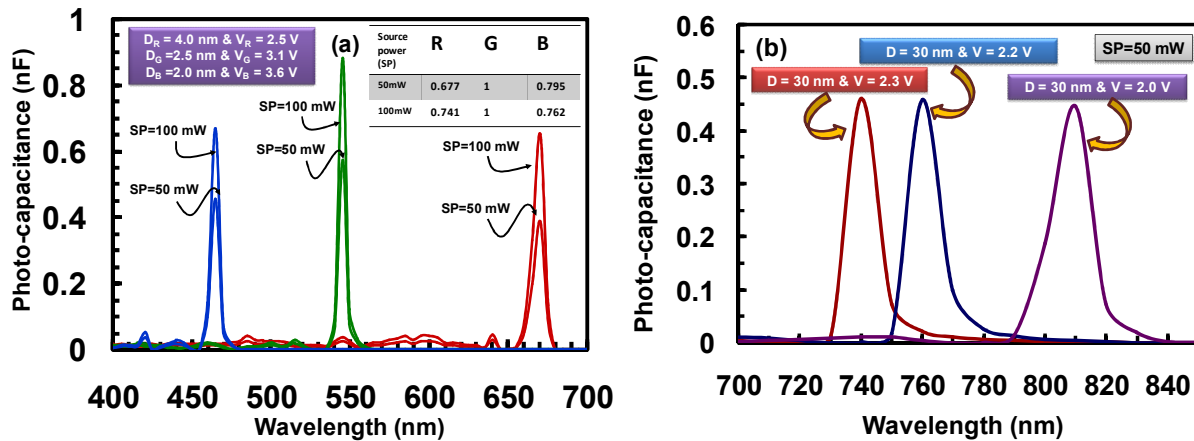 D_R = 4.0 nm & V_R = 2.5 V
D_G=2.5 nm & V_G = 3.1 V
D_B=2.0 nm & V_B = 3.6 V
(a)
Source power (SP) R G B
50mW 0.677 1 0.795
100mW 0.741 1 0.762
SP=100 mW
SP=50 mW
SP=100 mW
SP=50 mW
SP=100 mW
SP=50 mW
Photo-capacitance (nF)
1
0.8
0.6
0.4
0.2
0
400 450 500 550 600 650 700
Wavelength (nm)
(b)
D = 30 nm & V = 2.2 V
SP=50 mW
D = 30 nm & V = 2.3 V
D = 30 nm & V = 2.0 V
Photo-capacitance (nF)
0.6
0.5
0.4
0.3
0.2
0.1
0
700 720 740 760 780 800 820 840
Wavelength (nm)